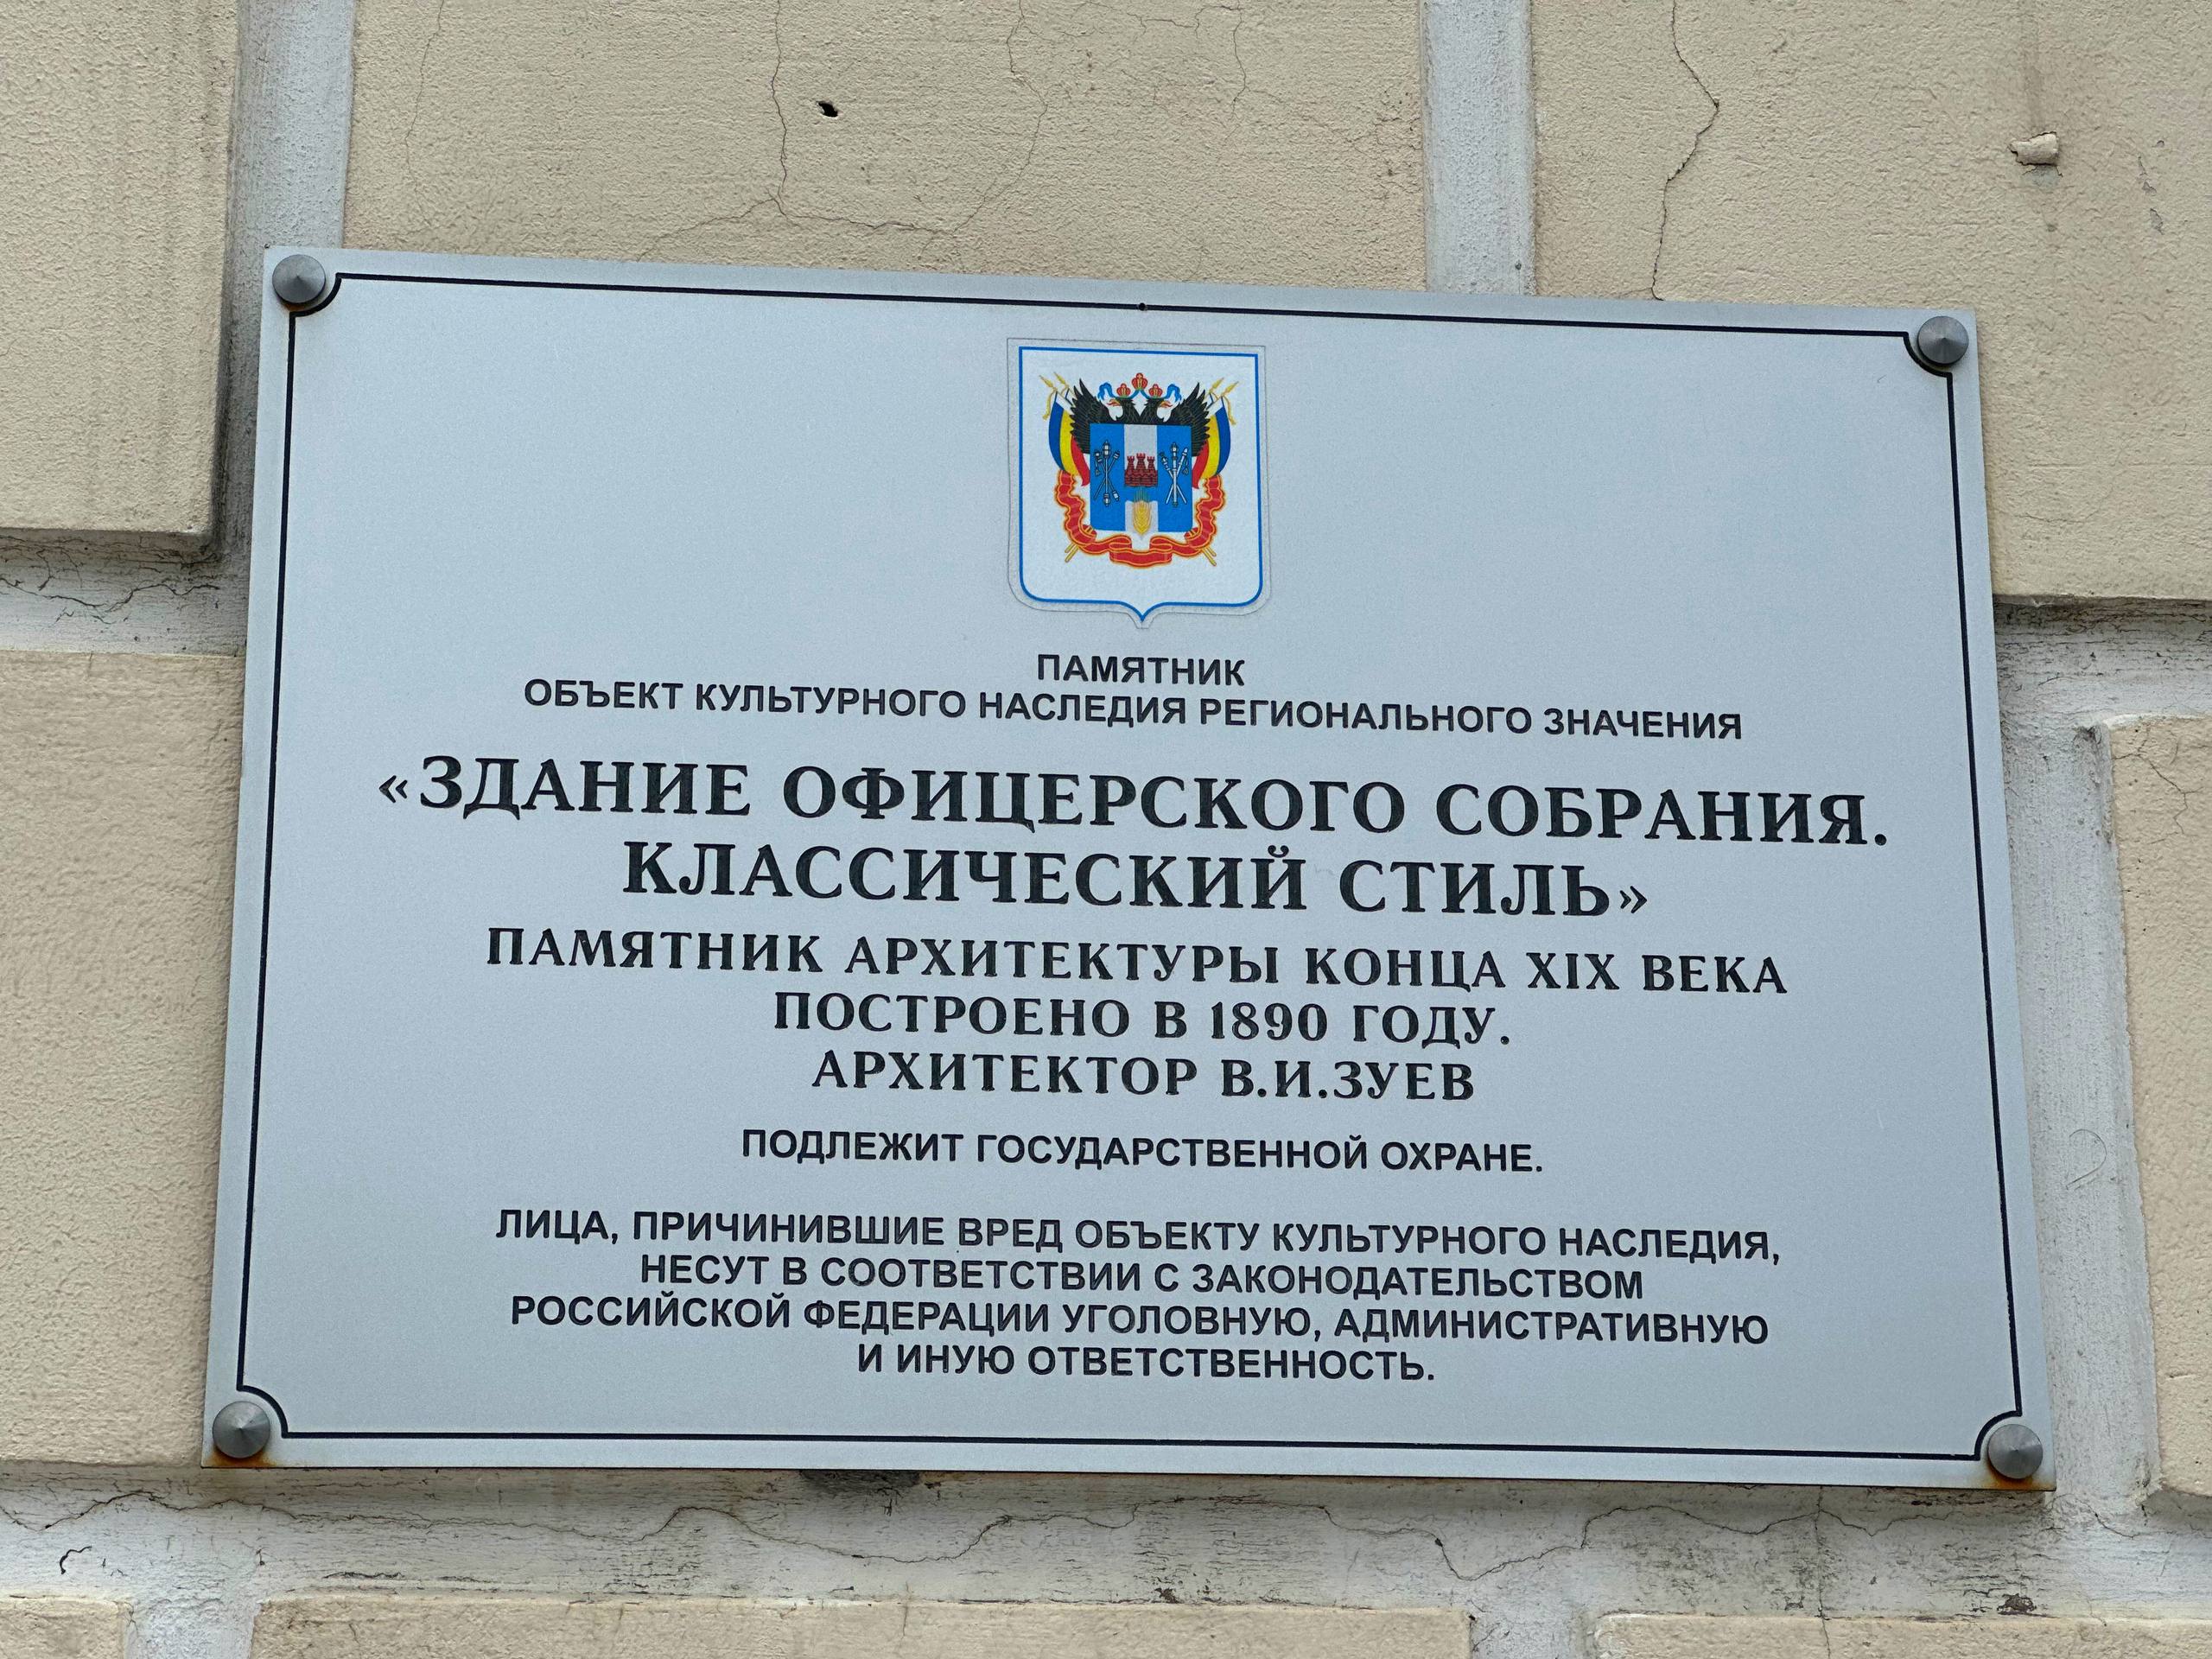 ПАМЯТНИК
ОБЪЕКТ КУЛЬТУРНОГО НАСЛЕДИЯ РЕГИОНАЛЬНОГО ЗНАЧЕНИЯ
«ЗДАНИЕ ОФИЦЕРСКОГО СОБРАНИЯ.
КЛАССИЧЕСКИЙ СТИЛЬ»
ПАМЯТНИК АРХИТЕКТУРЫ КОНЦА XIX ВЕКА
ПОСТРОЕНО В 1890 ГОДУ.
АРХИТЕКТОР В.И.ЗУЕВ
ПОДЛЕЖИТ ГОСУДАРСТВЕННОЙ ОХРАНЕ.
ЛИЦА, ПРИЧИНИВШИЕ ВРЕД ОБЪЕКТУ КУЛЬТУРНОГО НАСЛЕДИЯ,
НЕСУТ В СООТВЕТСТВИИ С ЗАКОНОДАТЕЛЬСТВОМ
РОССИЙСКОЙ ФЕДЕРАЦИИ УГОЛОВНУЮ, АДМИНИСТРАТИВНУЮ
И ИНУЮ ОТВЕТСТВЕННОСТЬ.